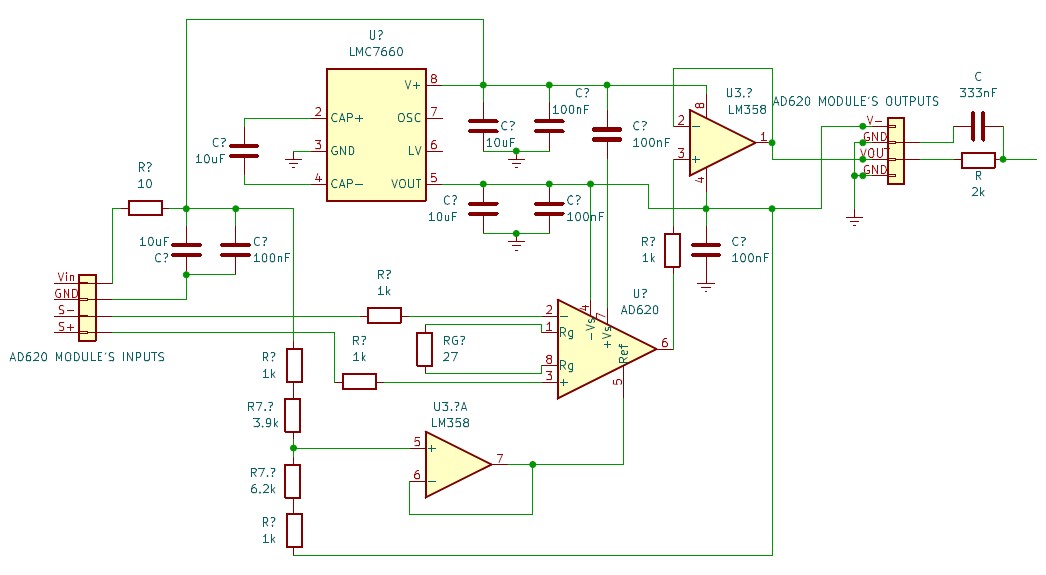 U?
LMC7660
V+
8
2
CAP+
OSC
7
3
GND
LV
6
4
CAP−
VOUT
5
C?
10uF
C?
10uF
C?
100nF
C?
100nF
U3.?
LM358
8
2
−
1
3
+
4
AD620 MODULE'S OUTPUTS
V−
GND
VOUT
GND
C
333nF
R
2k
R?
10
10uF
C?
C?
100nF
C?
10uF
C?
100nF
R?
1k
C?
100nF
Vin
GND
S−
S+
AD620 MODULE'S INPUTS
R?
1k
R?
1k
RG?
27
U?
AD620
2
−
1
Rg
8
Rg
3
+
4
−Vs
7
+Vs
6
Ref
5
R?
1k
R7.?
3.9k
R7.?
6.2k
R?
1k
U3.?A
LM358
5
+
7
6
−